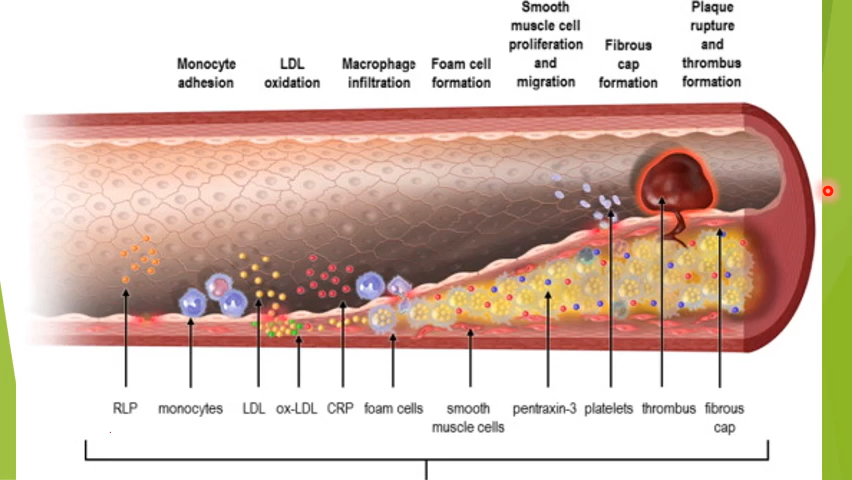 Monocyte
adhesion
LDL
oxidation
Macrophage
infiltration
Foam cell
formation
Smooth
muscle cell
proliferation
and
migration
Fibrous
cap
formation
Plaque
rupture
and
thrombus
formation
RLP
monocytes
LDL
ox-LDL
CRP
foam cells
smooth
muscle cells
pentraxin-3
platelets
thrombus
fibrous
cap